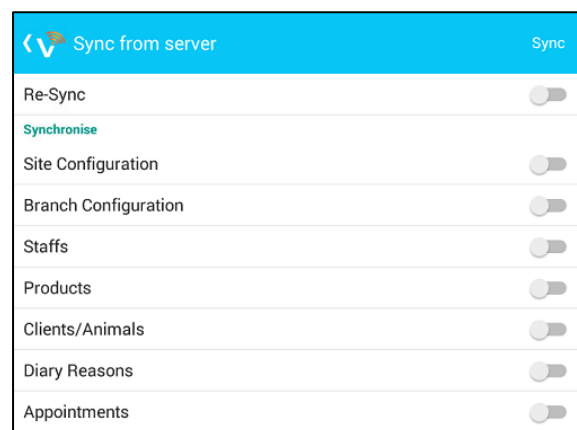 Sync from server Sync
Re-Sync
Synchronise
Site Configuration
Branch Configuration
Staffs
Products
Clients/Animals
Diary Reasons
Appointments